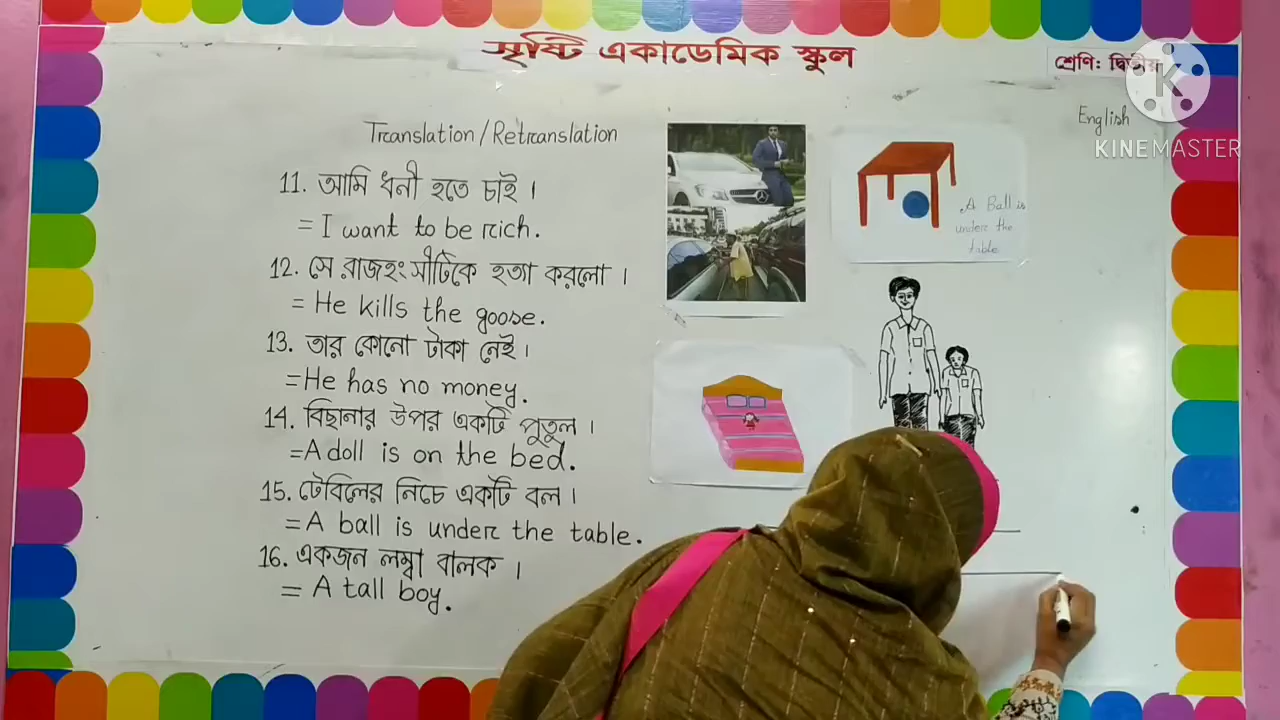 সৃষ্টি একাডেমিক স্কুল
শ্রেণি: দ্বিতীয়
English
KINEMASTER
Translation/Retranslation
11. আমি ধনী হতে চাই।
= I want to be rich.
12. সে রাজহংসীটিকে হত্যা করলো।
= He kills the goose.
13. তার কোনো টাকা নেই।
=He has no money.
14. বিছানার উপর একটি পুতুল।
=A doll is on the bed.
15. টেবিলের নিচে একটি বল।
= A ball is under the table.
16. একজন লম্বা বালক।
= A tall boy.
A Ball is
under the
table